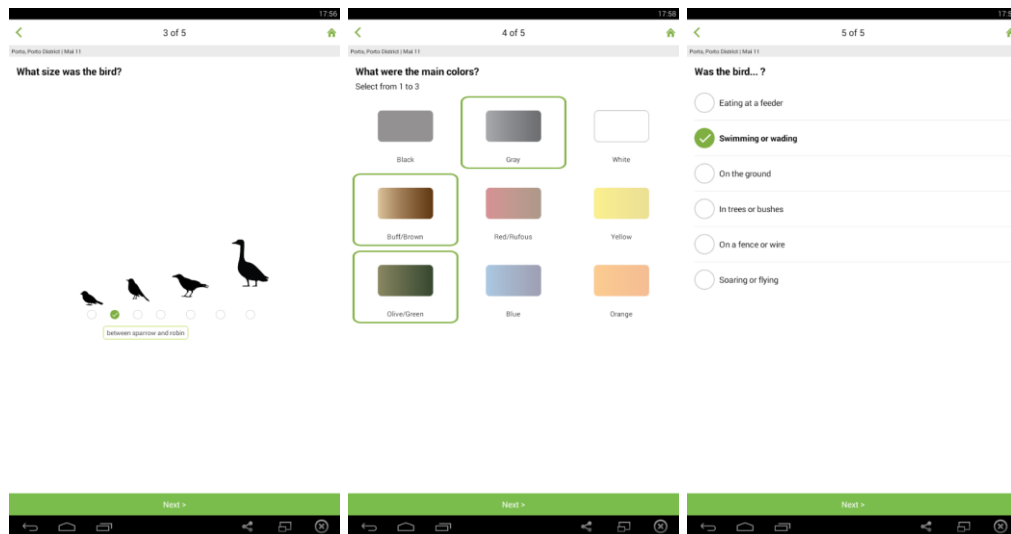 17:56
3 of 5
Porto, Porto District | Mai 11
What size was the bird?
between sparrow and robin
Next >
17:58
4 of 5
Porto, Porto District | Mai 11
What were the main colors?
Select from 1 to 3
Black
Gray
White
Buff/Brown
Red/Rufous
Yellow
Olive/Green
Blue
Orange
Next >
5 of 5
Porto, Porto District | Mai 11
Was the bird... ?
Eating at a feeder
Swimming or wading
On the ground
In trees or bushes
On a fence or wire
Soaring or flying
Next >